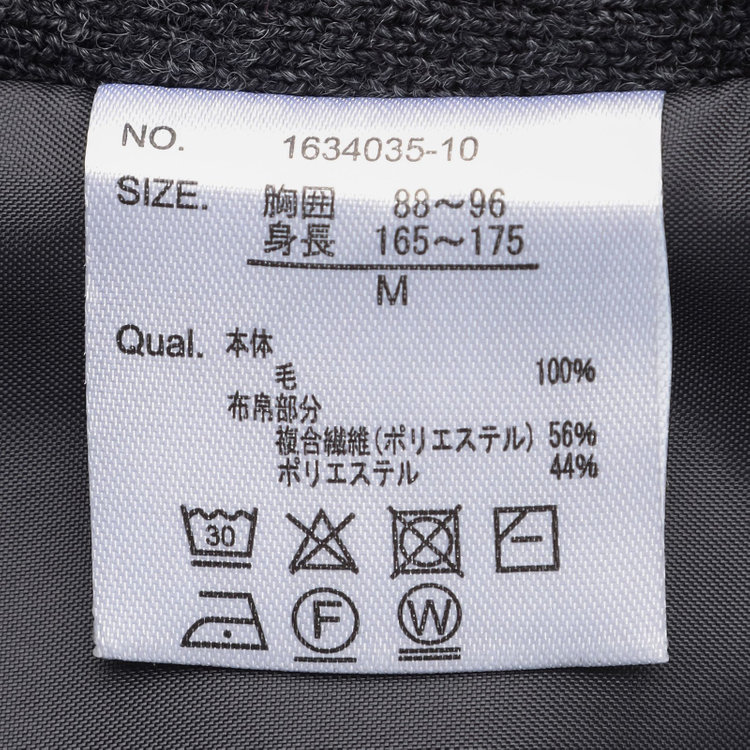 NO. 1634035-10
SIZE. 胸囲 88〜96
身長 165〜175
M
Qual. 本体
毛 100%
布帛部分
複合繊維(ポリエステル) 56%
ポリエステル 44%
30
F W